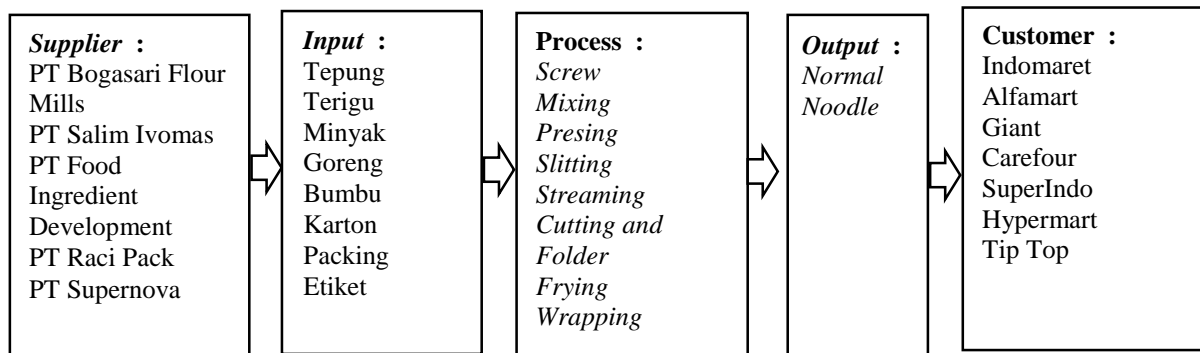 Supplier :
PT Bogasari Flour
Mills
PT Salim Ivomas
PT Food
Ingredient
Development
PT Raci Pack
PT Supernova
Input :
Tepung
Terigu
Minyak
Goreng
Bumbu
Karton
Packing
Etiket
Process :
Screw
Mixing
Presing
Slitting
Streaming
Cutting and
Folder
Frying
Wrapping
Output :
Normal
Noodle
Customer :
Indomaret
Alfamart
Giant
Carefour
SuperIndo
Hypermart
Tip Top